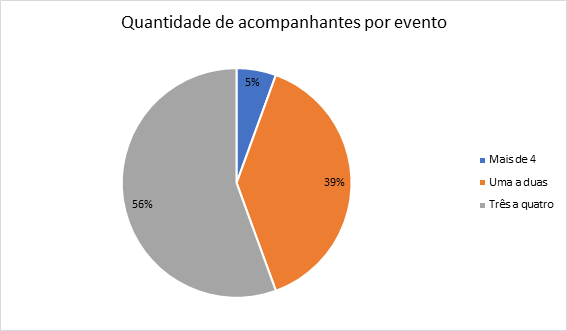 Quantidade de acompanhantes por evento
5%
39%
56%
Mais de 4
Uma a duas
Três a quatro